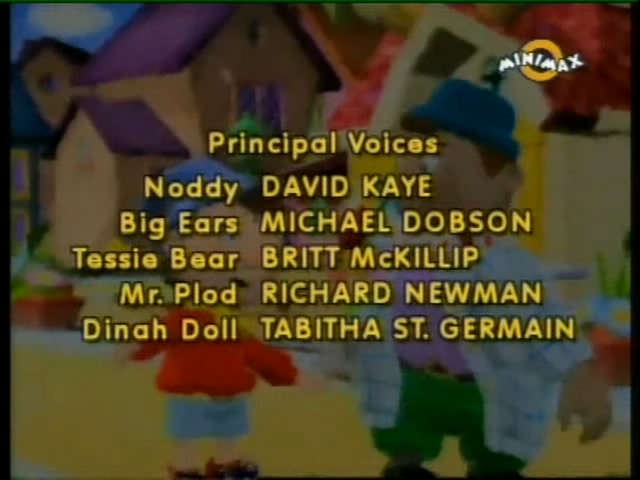 MINIMAX
Principal Voices
Noddy DAVID KAYE
Big Ears MICHAEL DOBSON
Tessie Bear BRITT McKILLIP
Mr. Plod RICHARD NEWMAN
Dinah Doll TABITHA ST. GERMAIN